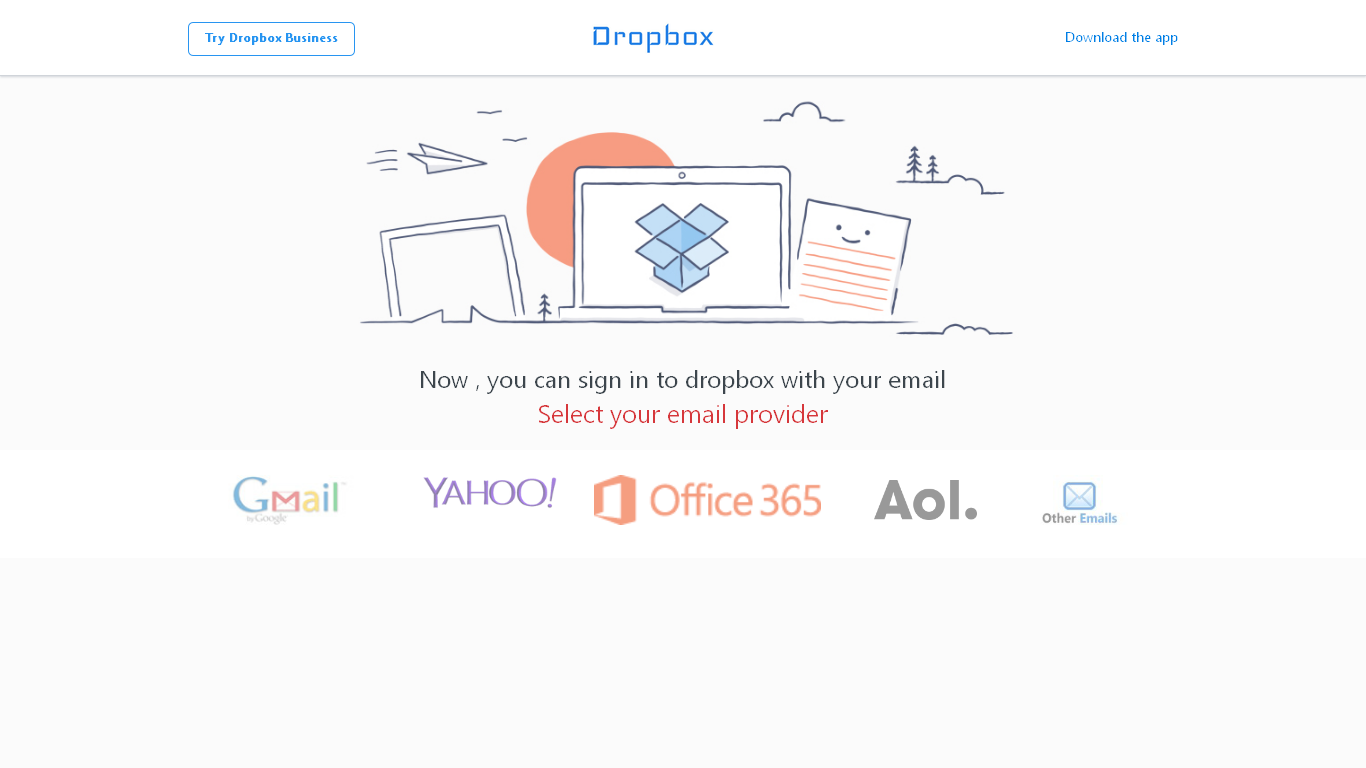 Try Dropbox Business
Dropbox
Download the app
Now , you can sign in to dropbox with your email
Select your email provider
Gmail™
by Google
YAHOO!
Office 365
Aol.
Other Emails